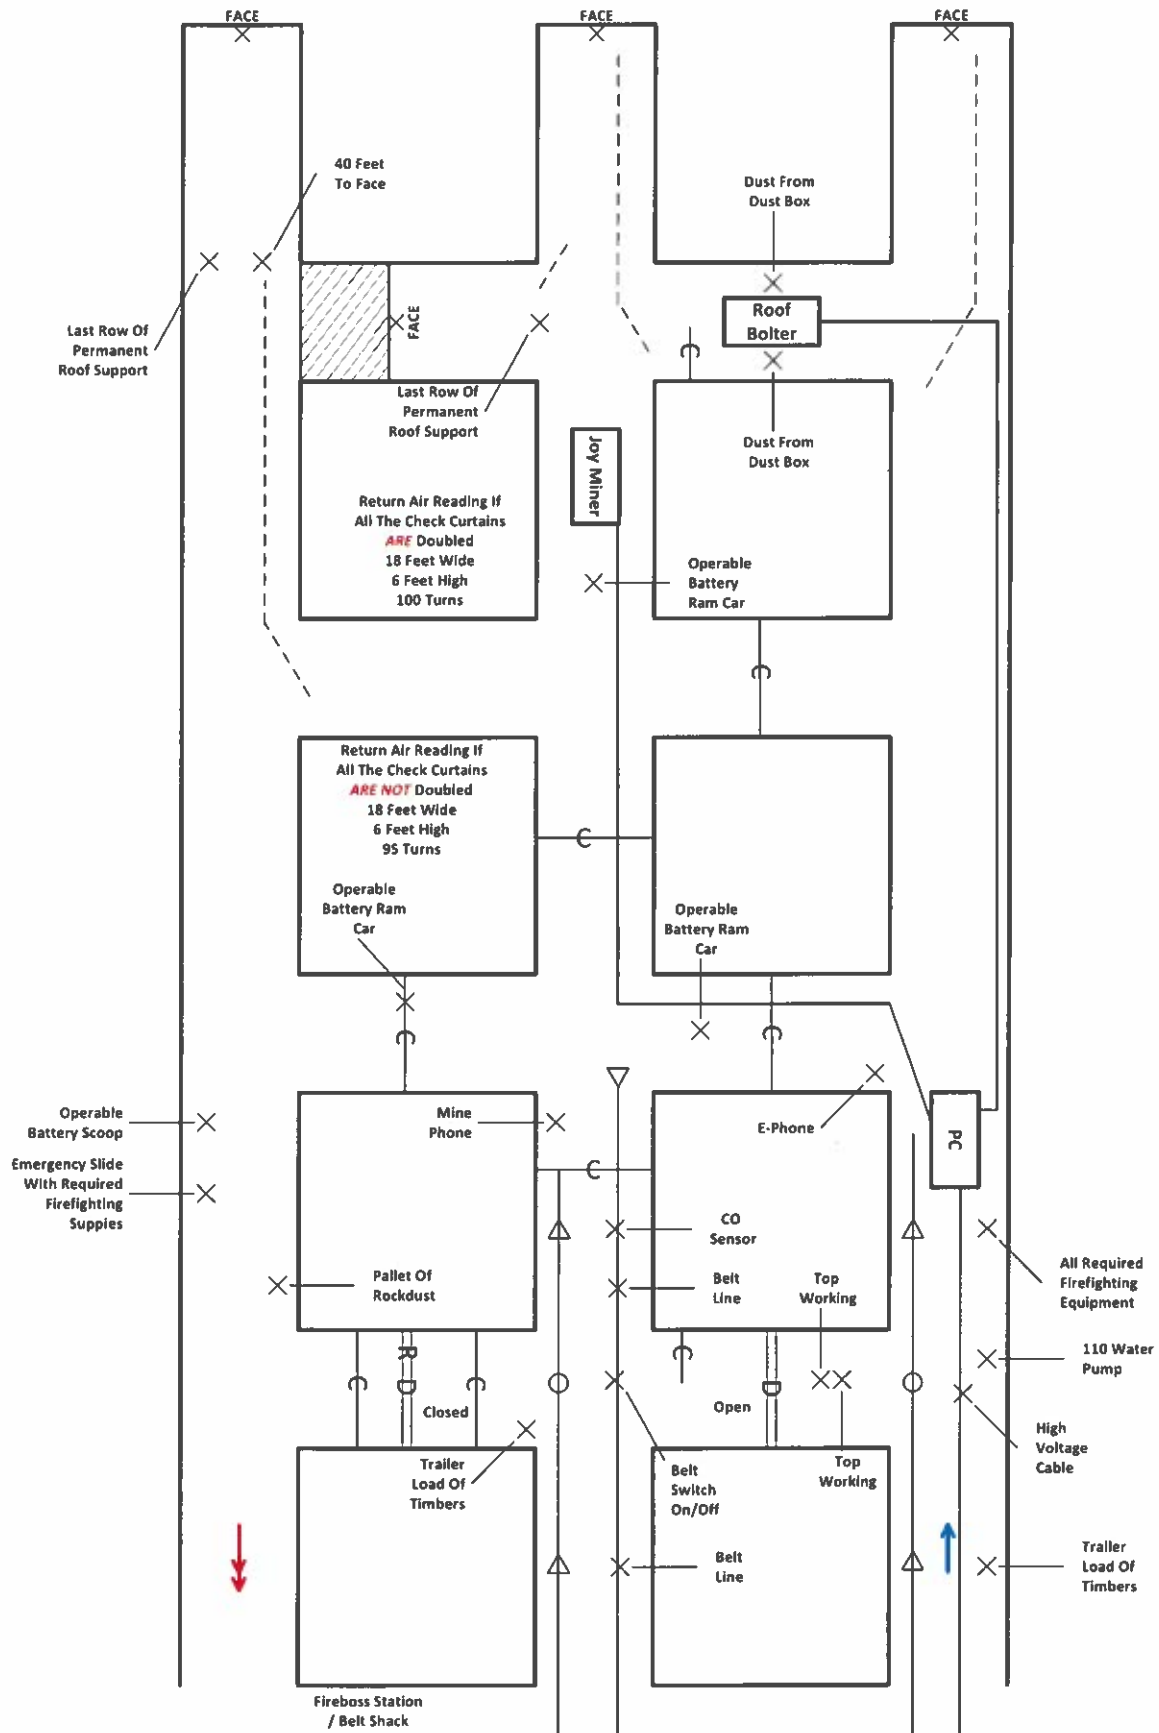 FACE
FACE
FACE
40 Feet
To Face
Dust From
Dust Box
Roof
Bolter
FACE
C
Last Row Of
Permanent
Roof Support
Last Row Of
Permanent
Roof Support
Joy Miner
Dust From
Dust Box
Return Air Reading If
All The Check Curtains
ARE Doubled
18 Feet Wide
6 Feet High
100 Turns
Operable
Battery
Ram Car
C
Return Air Reading If
All The Check Curtains
ARE NOT Doubled
18 Feet Wide
6 Feet High
95 Turns
C
Operable
Battery Ram
Car
Operable
Battery Ram
Car
C
C
Operable
Battery Scoop
Mine
Phone
E-Phone
PC
Emergency Slide
With Required
Firefighting
Suppies
C
CO
Sensor
Pallet Of
Rockdust
Belt
Line
Top
Working
All Required
Firefighting
Equipment
110 Water
Pump
C
R D
C
Closed
C
D
Open
High
Voltage
Cable
Trailer
Load Of
Timbers
Belt
Switch
On/Off
Top
Working
Belt
Line
Trailer
Load Of
Timbers
Fireboss Station
/ Belt Shack